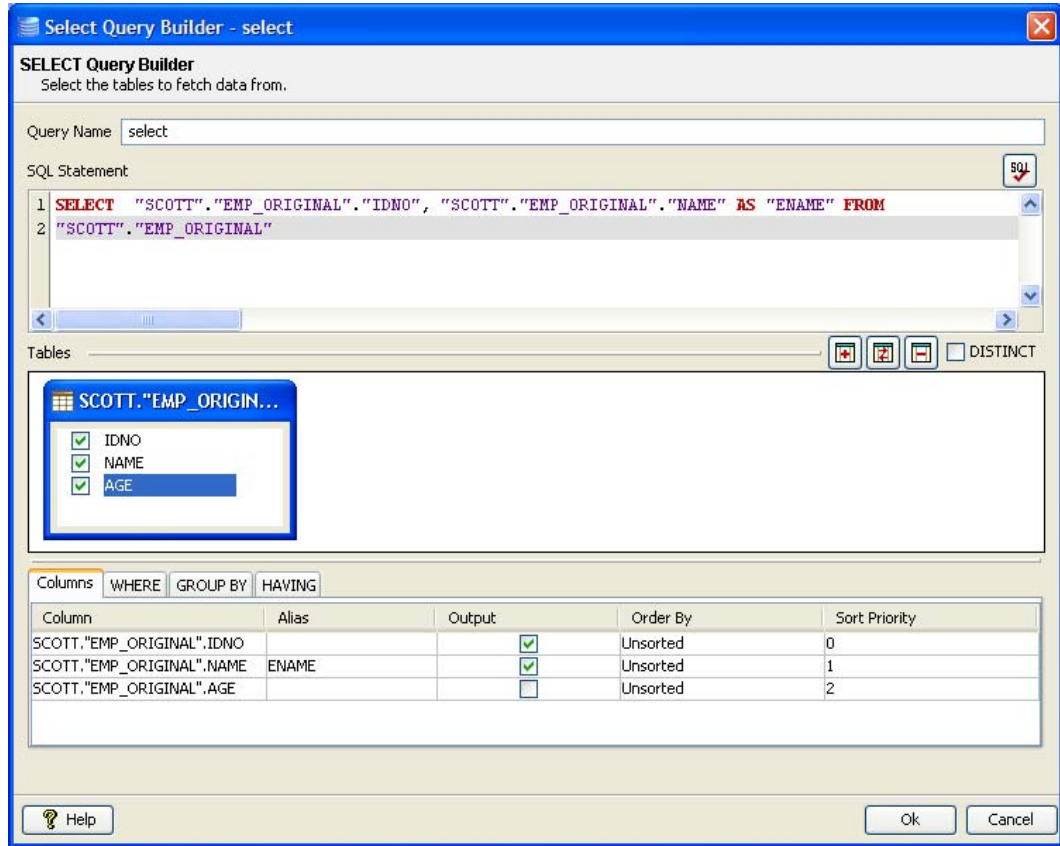 Select Query Builder - select
SELECT Query Builder
Select the tables to fetch data from.
Query Name select
SQL Statement
SQL
1 SELECT "SCOTT"."EMP_ORIGINAL"."IDNO", "SCOTT"."EMP_ORIGINAL"."NAME" AS "ENAME" FROM
2 "SCOTT"."EMP_ORIGINAL"
Tables DISTINCT
SCOTT."EMP_ORIGIN...
IDNO
NAME
AGE
Columns WHERE GROUP BY HAVING
Column Alias Output Order By Sort Priority
SCOTT."EMP_ORIGINAL".IDNO Unsorted 0
SCOTT."EMP_ORIGINAL".NAME ENAME Unsorted 1
SCOTT."EMP_ORIGINAL".AGE Unsorted 2
? Help Ok Cancel